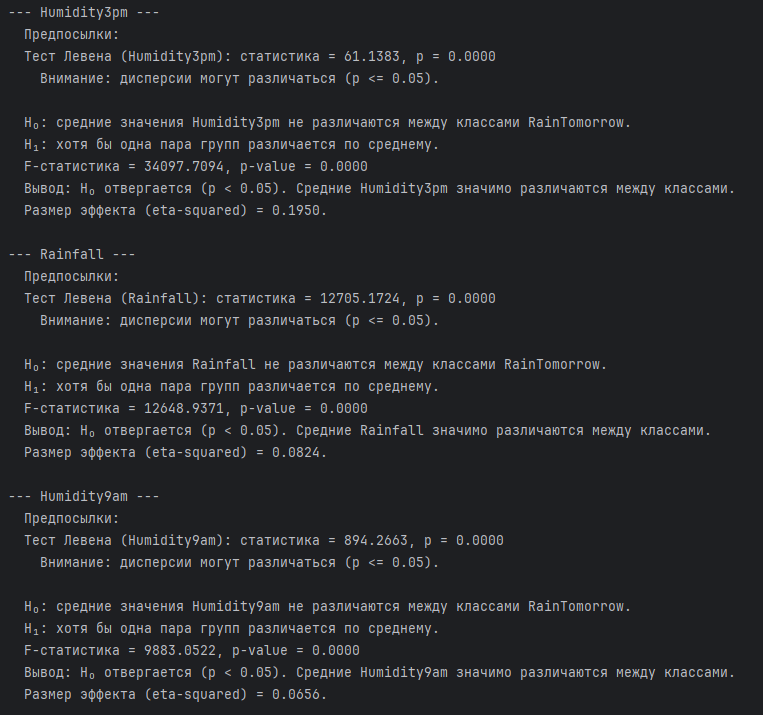 --- Humidity3pm ---
Предпосылки:
Тест Левена (Humidity3pm): статистика = 61.1383, p = 0.0000
Внимание: дисперсии могут различаться (p <= 0.05).
H₀: средние значения Humidity3pm не различаются между классами RainTomorrow.
H₁: хотя бы одна пара групп различается по среднему.
F-статистика = 34097.7094, p-value = 0.0000
Вывод: H₀ отвергается (p < 0.05). Средние Humidity3pm значимо различаются между классами.
Размер эффекта (eta-squared) = 0.1950.
--- Rainfall ---
Предпосылки:
Тест Левена (Rainfall): статистика = 12705.1724, p = 0.0000
Внимание: дисперсии могут различаться (p <= 0.05).
H₀: средние значения Rainfall не различаются между классами RainTomorrow.
H₁: хотя бы одна пара групп различается по среднему.
F-статистика = 12648.9371, p-value = 0.0000
Вывод: H₀ отвергается (p < 0.05). Средние Rainfall значимо различаются между классами.
Размер эффекта (eta-squared) = 0.0824.
--- Humidity9am ---
Предпосылки:
Тест Левена (Humidity9am): статистика = 894.2663, p = 0.0000
Внимание: дисперсии могут различаться (p <= 0.05).
H₀: средние значения Humidity9am не различаются между классами RainTomorrow.
H₁: хотя бы одна пара групп различается по среднему.
F-статистика = 9883.0522, p-value = 0.0000
Вывод: H₀ отвергается (p < 0.05). Средние Humidity9am значимо различаются между классами.
Размер эффекта (eta-squared) = 0.0656.